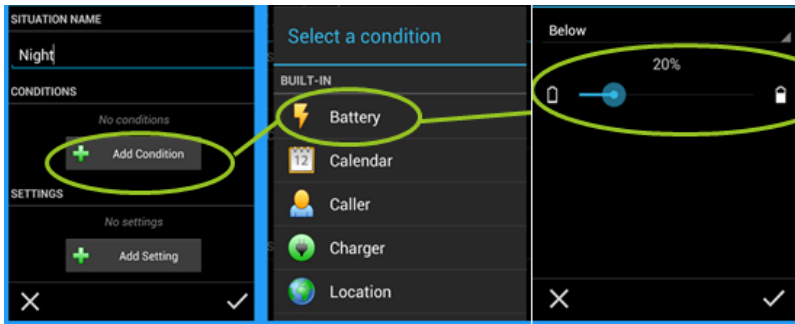 SITUATION NAME
Night
CONDITIONS
No conditions
Add Condition
SETTINGS
No settings
Add Setting
Select a condition
BUILT-IN
Battery
12
Calendar
Caller
Charger
Location
Below
20%